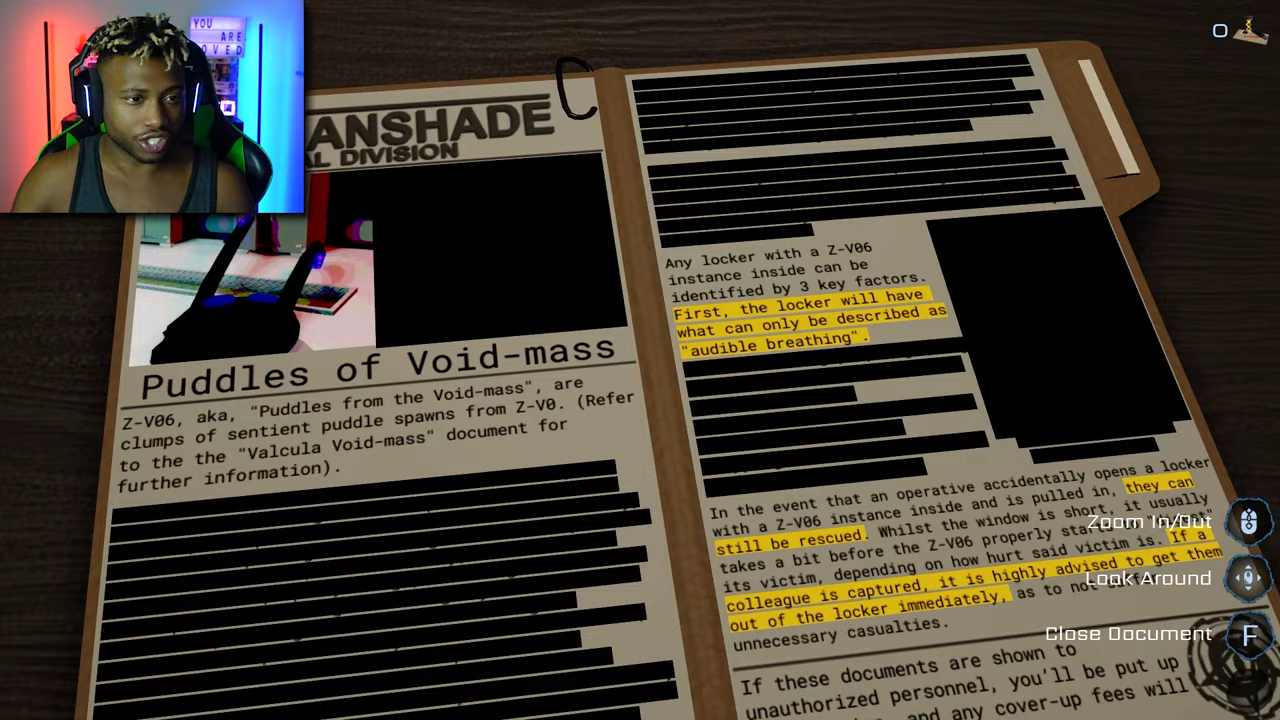 YOU
ARE
OVED
ANSHADE
AL DIVISION
Puddles of Void-mass
Z-V06, aka, "Puddles from the Void-mass", are
clumps of sentient puddle spawns from Z-V0. (Refer
to the the "Valcula Void-mass" document for
further information).
Any locker with a Z-V06
instance inside can be
identified by 3 key factors.
First, the locker will have
what can only be described as
"audible breathing".
In the event that an operative accidentally opens a locker
with a Z-V06 instance inside and is pulled in, they can
still be rescued. Whilst the window is short, it usually
takes a bit before the Z-V06 properly
its victim, depending on how hurt said victim is. If a
colleague is captured, it is highly advised to get them
out of the locker immediately, as to not
unnecessary casualties.
If these documents are shown to
unauthorized personnel, you'll be put up
and any cover-up fees will
Zoom In/Out
Look Around
Close Document
F